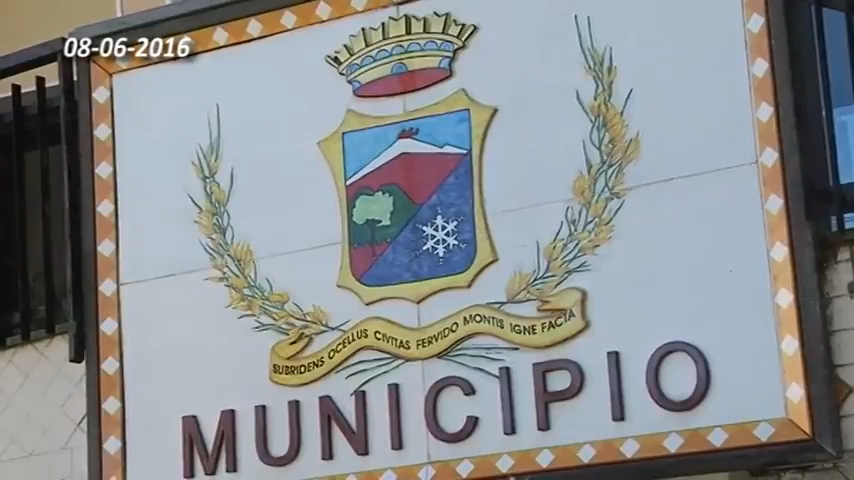 08-06-2016
SUBRIDENS OCELLUS CIVITAS FERVIDO MONTIS IGNE FACTA
MUNICIPIO